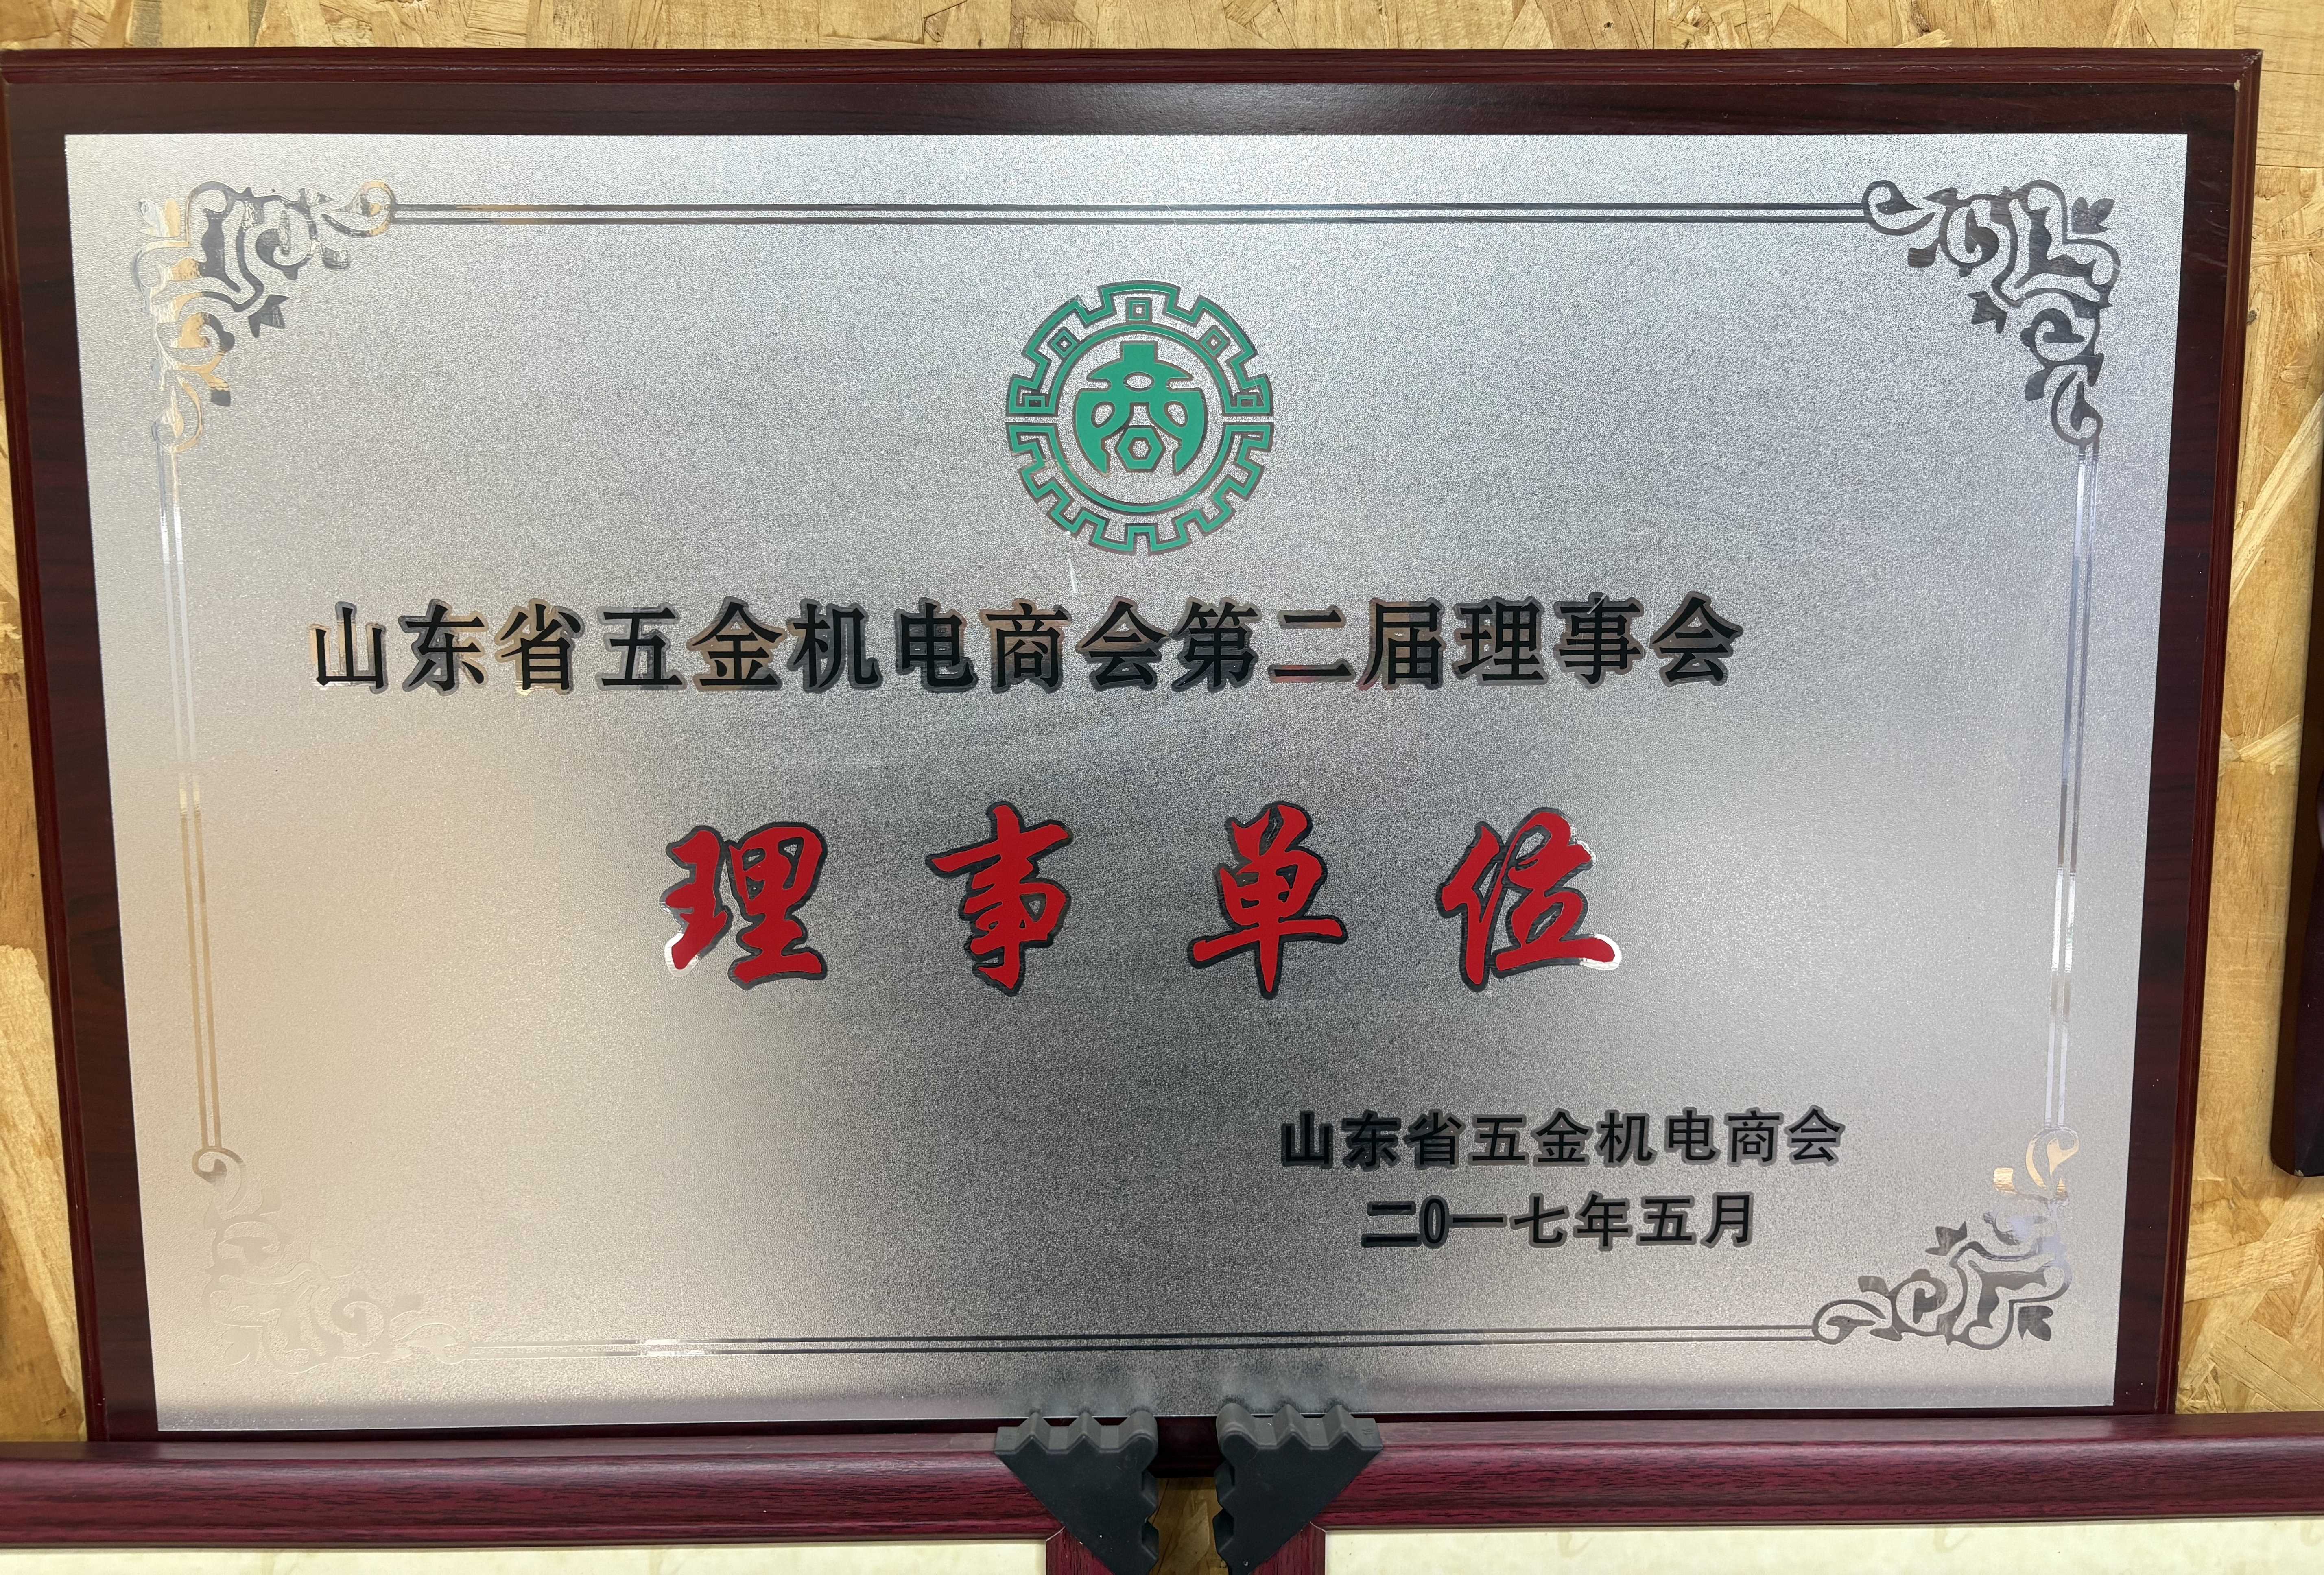 商
山东省五金机电商会第二届理事会
理事单位
山东省五金机电商会
二0一七年五月